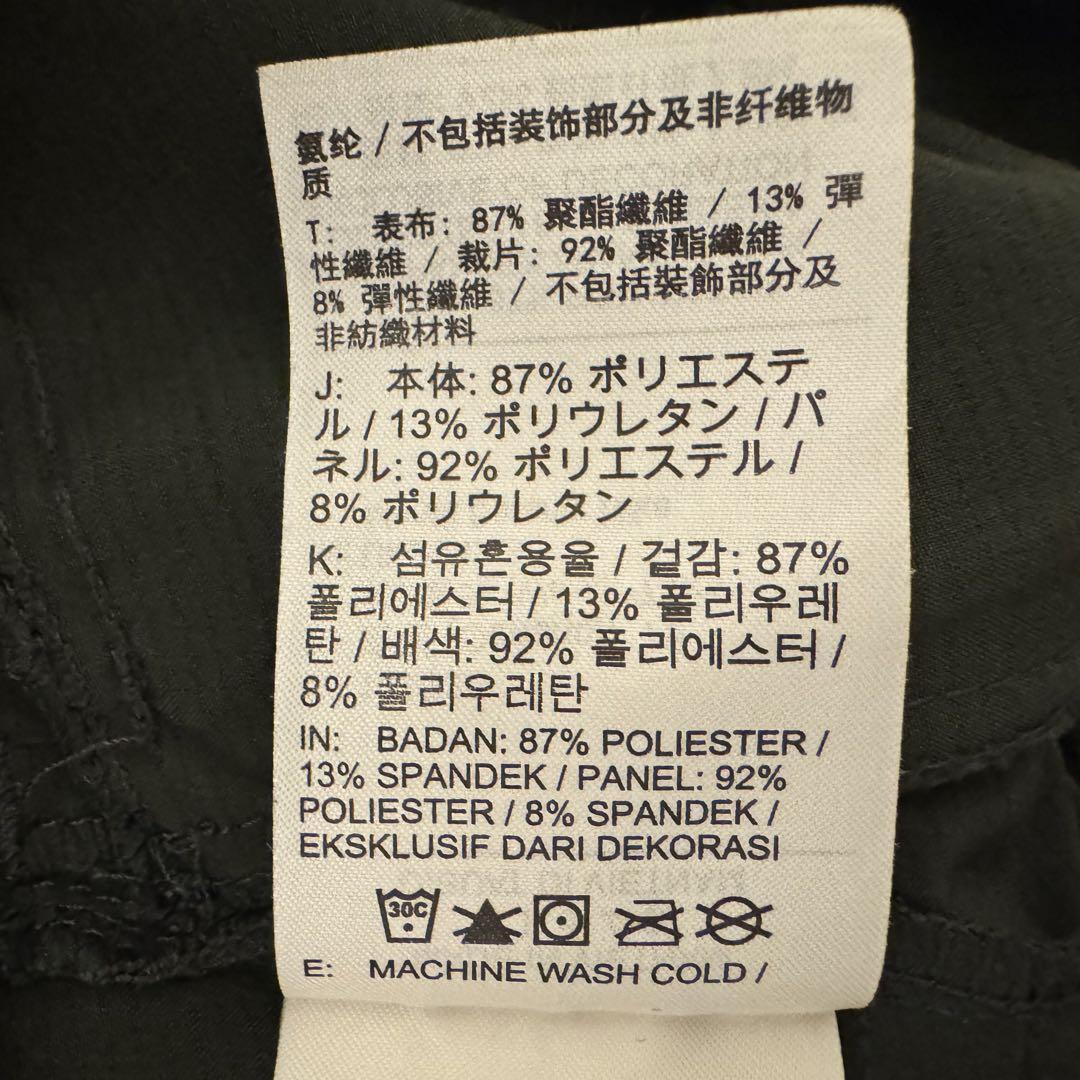 氨纶 / 不包括装饰部分及非纤维物
质
T: 表布: 87% 聚酯纖維 / 13% 彈
性纖維 / 裁片: 92% 聚酯纖維 /
8% 彈性纖維 / 不包括裝飾部分及
非紡織材料
J: 本体: 87% ポリエステ
ル / 13% ポリウレタン / パ
ネル: 92% ポリエステル /
8% ポリウレタン
K: 섬유혼용율 / 겉감: 87%
폴리에스터 / 13% 폴리우레
탄 / 배색: 92% 폴리에스터 /
8% 폴리우레탄
IN: BADAN: 87% POLIESTER /
13% SPANDEK / PANEL: 92%
POLIESTER / 8% SPANDEK /
EKSKLUSIF DARI DEKORASI
30C
E: MACHINE WASH COLD /